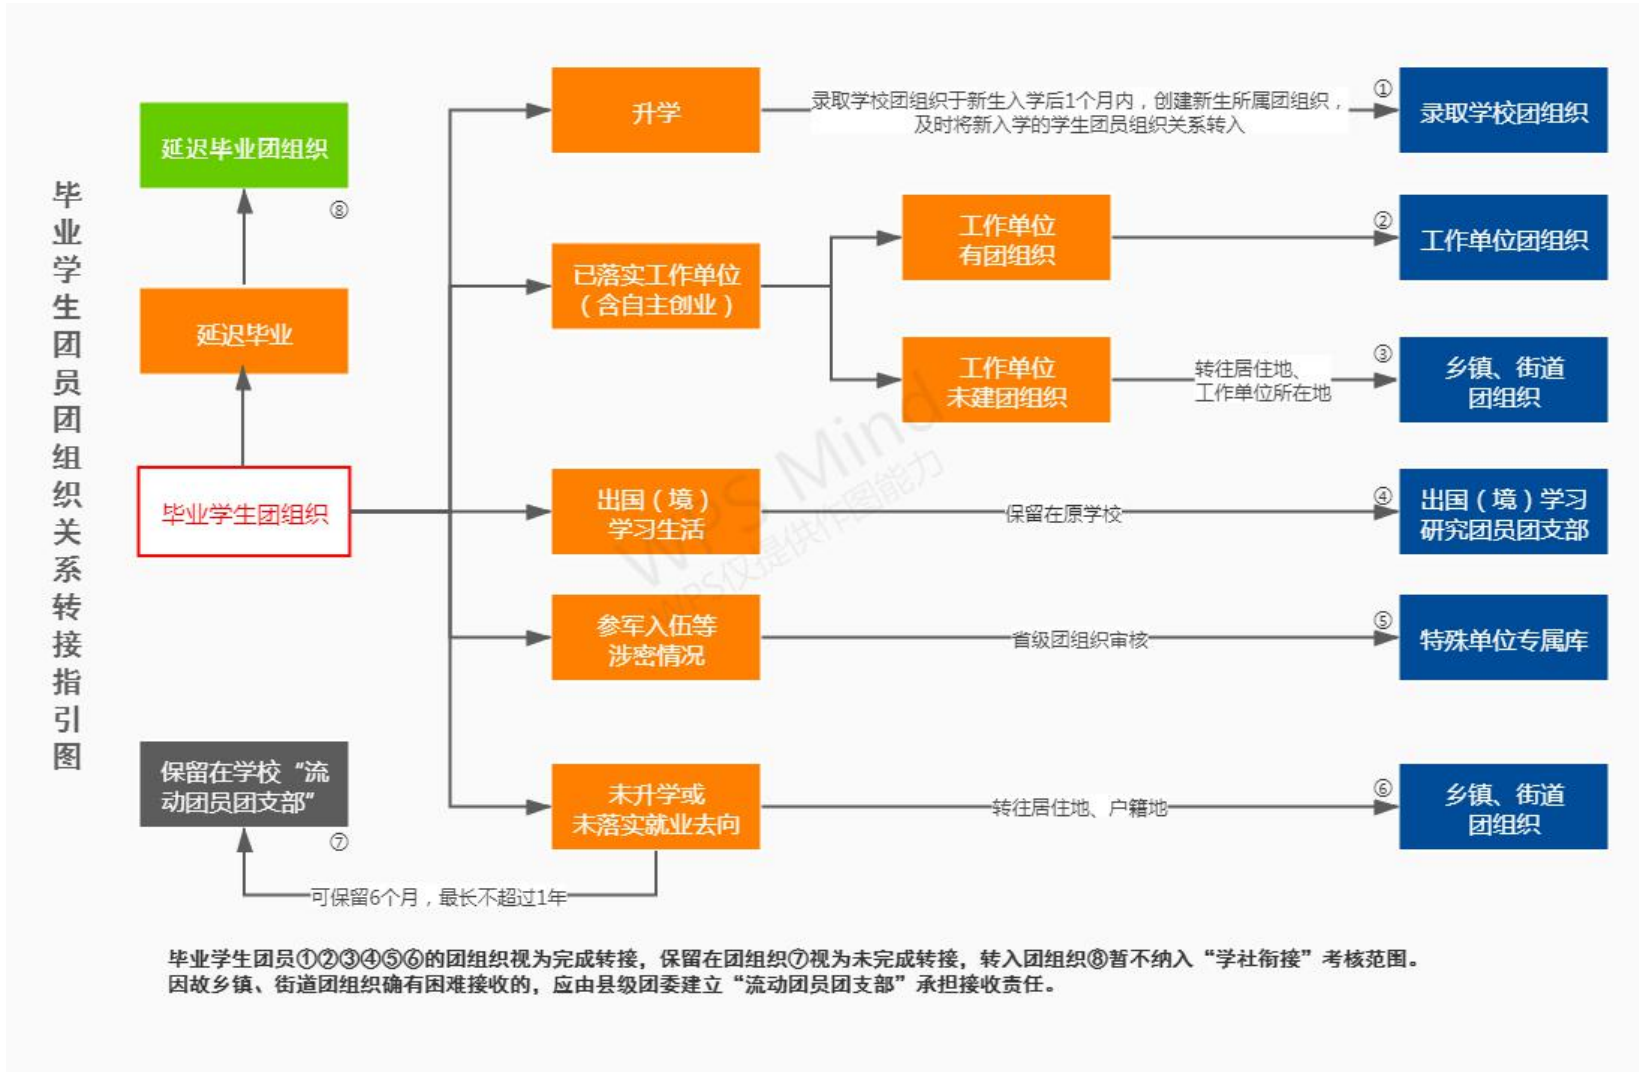 毕业学生团员团组织关系转接指引图
延迟毕业团组织
⑧
延迟毕业
毕业学生团组织
升学
录取学校团组织于新生入学后1个月内，创建新生所属团组织，
及时将新入学的学生团员组织关系转入
①
录取学校团组织
已落实工作单位
（含自主创业）
工作单位
有团组织
②
工作单位团组织
工作单位
未建团组织
转往居住地、
工作单位所在地
③
乡镇、街道
团组织
出国（境）
学习生活
保留在原学校
④
出国（境）学习
研究团员团支部
参军入伍等
涉密情况
省级团组织审核
⑤
特殊单位专属库
未升学或
未落实就业去向
转往居住地、户籍地
⑥
乡镇、街道
团组织
保留在学校“流
动团员团支部”
⑦
可保留6个月，最长不超过1年
WPS Mind
WPS仅提供作图能力
毕业学生团员①②③④⑤⑥的团组织视为完成转接，保留在团组织⑦视为未完成转接，转入团组织⑧暂不纳入“学社衔接”考核范围。
因故乡镇、街道团组织确有困难接收的，应由县级团委建立“流动团员团支部”承担接收责任。